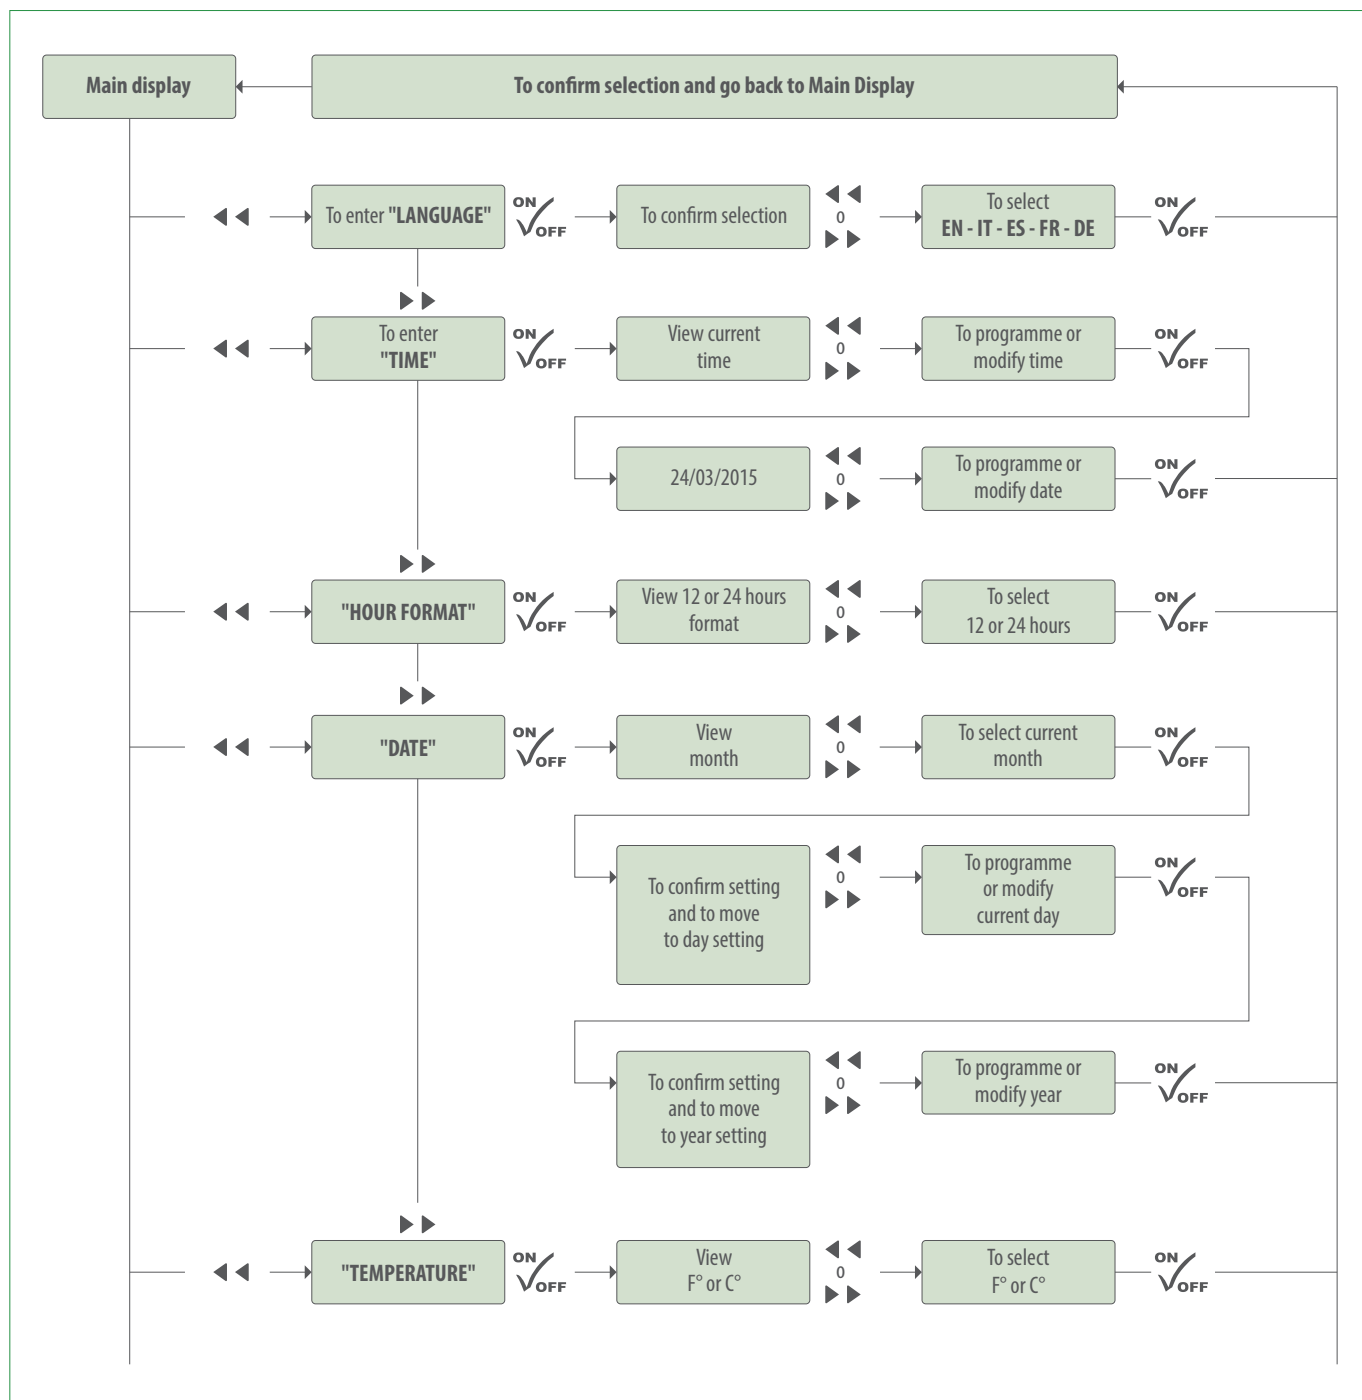 Main display
To confirm selection and go back to Main Display
To enter "LANGUAGE"
ON
OFF
To confirm selection
0
To select
EN - IT - ES - FR - DE
ON
OFF
To enter
"TIME"
ON
OFF
View current
time
0
To programme or
modify time
ON
OFF
24/03/2015
0
To programme or
modify date
ON
OFF
"HOUR FORMAT"
ON
OFF
View 12 or 24 hours
format
0
To select
12 or 24 hours
ON
OFF
"DATE"
ON
OFF
View
month
0
To select current
month
ON
OFF
To confirm setting
and to move
to day setting
0
To programme
or modify
current day
ON
OFF
To confirm setting
and to move
to year setting
0
To programme or
modify year
ON
OFF
"TEMPERATURE"
ON
OFF
View
F° or C°
0
To select
F° or C°
ON
OFF